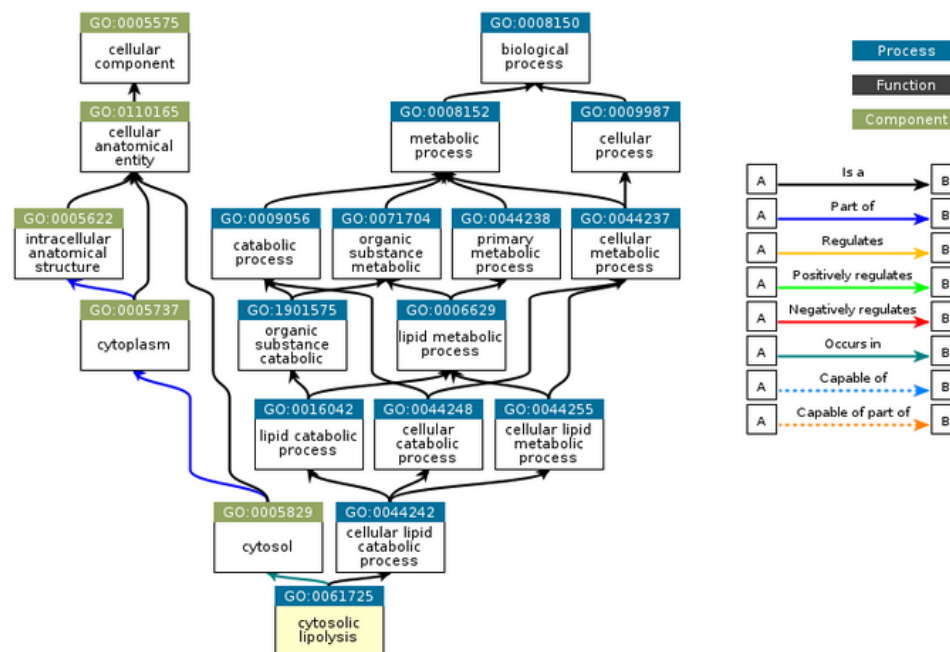 GO:0005575
cellular
component
GO:0008150
biological
process
Process
Function
Component
GO:0110165
cellular
anatomical
entity
GO:0008152
metabolic
process
GO:0009987
cellular
process
A Is a B
A Part of B
A Regulates B
A Positively regulates B
A Negatively regulates B
A Occurs in B
A Capable of B
A Capable of part of B
GO:0005622
intracellular
anatomical
structure
GO:0009056
catabolic
process
GO:0071704
organic
substance
metabolic
GO:0044238
primary
metabolic
process
GO:0044237
cellular
metabolic
process
GO:0005737
cytoplasm
GO:1901575
organic
substance
catabolic
GO:0006629
lipid metabolic
process
GO:0016042
lipid catabolic
process
GO:0044248
cellular
catabolic
process
GO:0044255
cellular lipid
metabolic
process
GO:0005829
cytosol
GO:0044242
cellular lipid
catabolic
process
GO:0061725
cytosolic
lipolysis